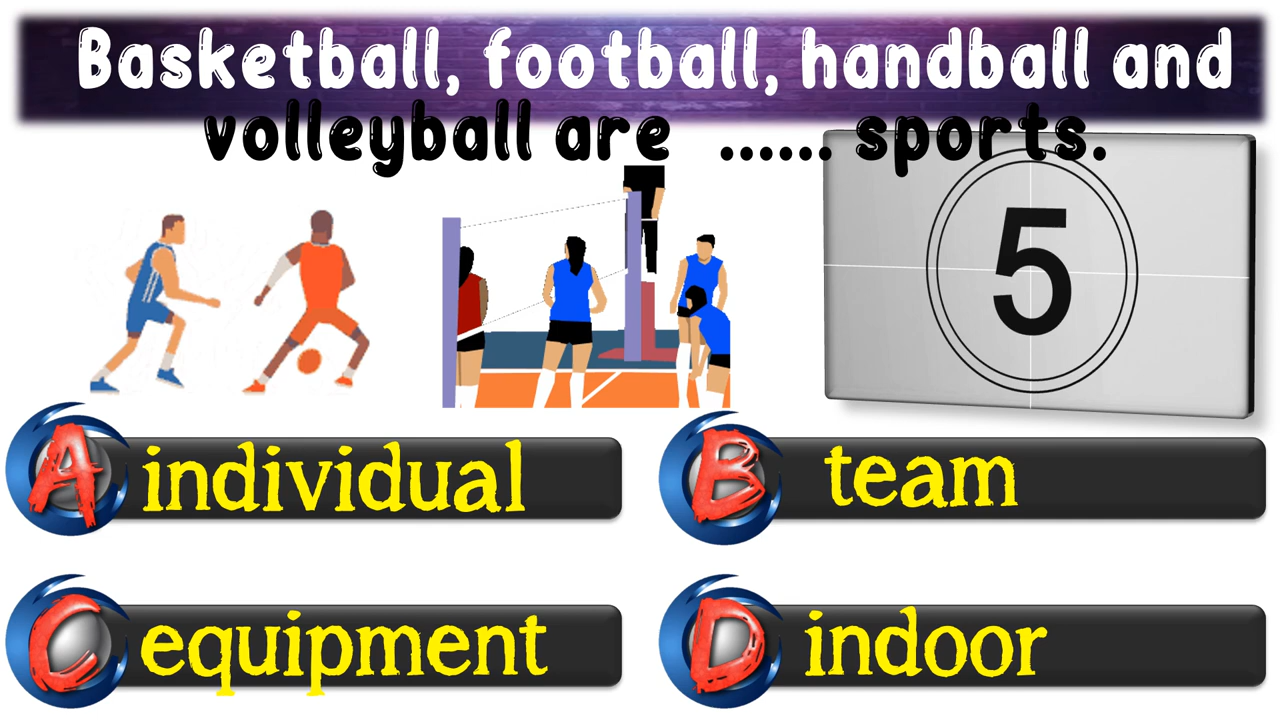 Basketball, football, handball and
volleyball are ...... sports.
5
A individual
B team
C equipment
D indoor